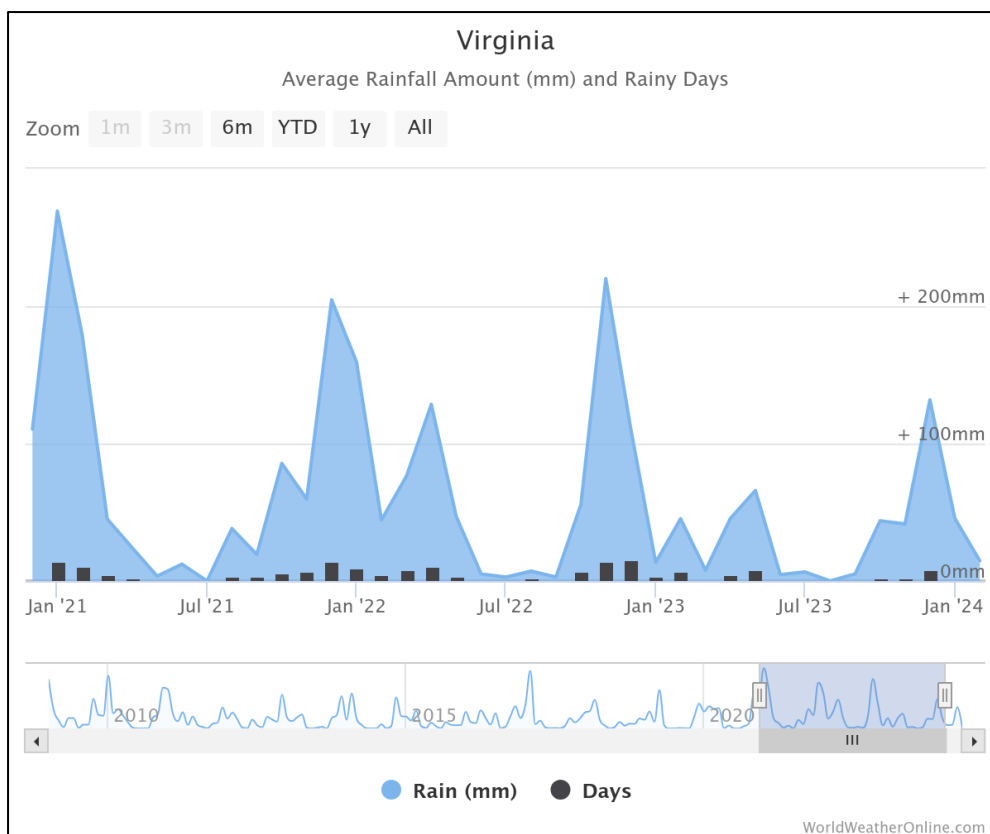 Virginia
Average Rainfall Amount (mm) and Rainy Days
Zoom 1m 3m 6m YTD 1y All
+ 200mm
+ 100mm
0mm
Jan '21 Jul '21 Jan '22 Jul '22 Jan '23 Jul '23 Jan '24
2010 2015 2020
Rain (mm) Days
WorldWeatherOnline.com